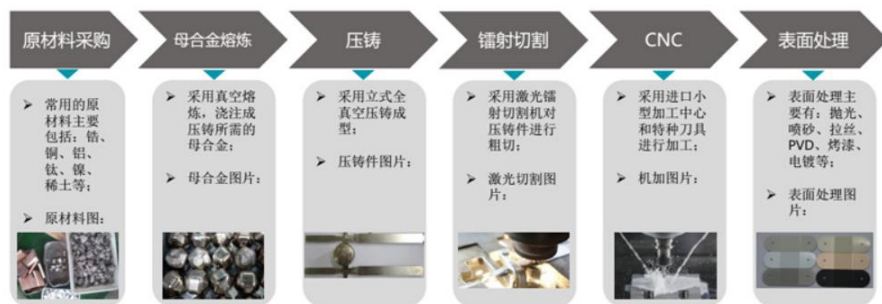 原材料采购
母合金熔炼
压铸
镭射切割
CNC
表面处理
➢ 常用的原
材料主要
包括：锆、
铜、铝、
钛、镍、
稀土等；
➢ 原材料图：
➢ 采用真空熔
炼，浇注成
压铸所需的
母合金；
➢ 母合金图片：
➢ 采用立式全
真空压铸成
型；
➢ 压铸件图片：
➢ 采用激光镭
射切割机对
压铸件进行
粗切；
➢ 激光切割图
片：
➢ 采用进口小
型加工中心
和特种刀具
进行加工；
➢ 机加图片：
➢ 表面处理主
要有：抛光、
喷砂、拉丝、
PVD、烤漆、
电镀等；
➢ 表面处理图
片：